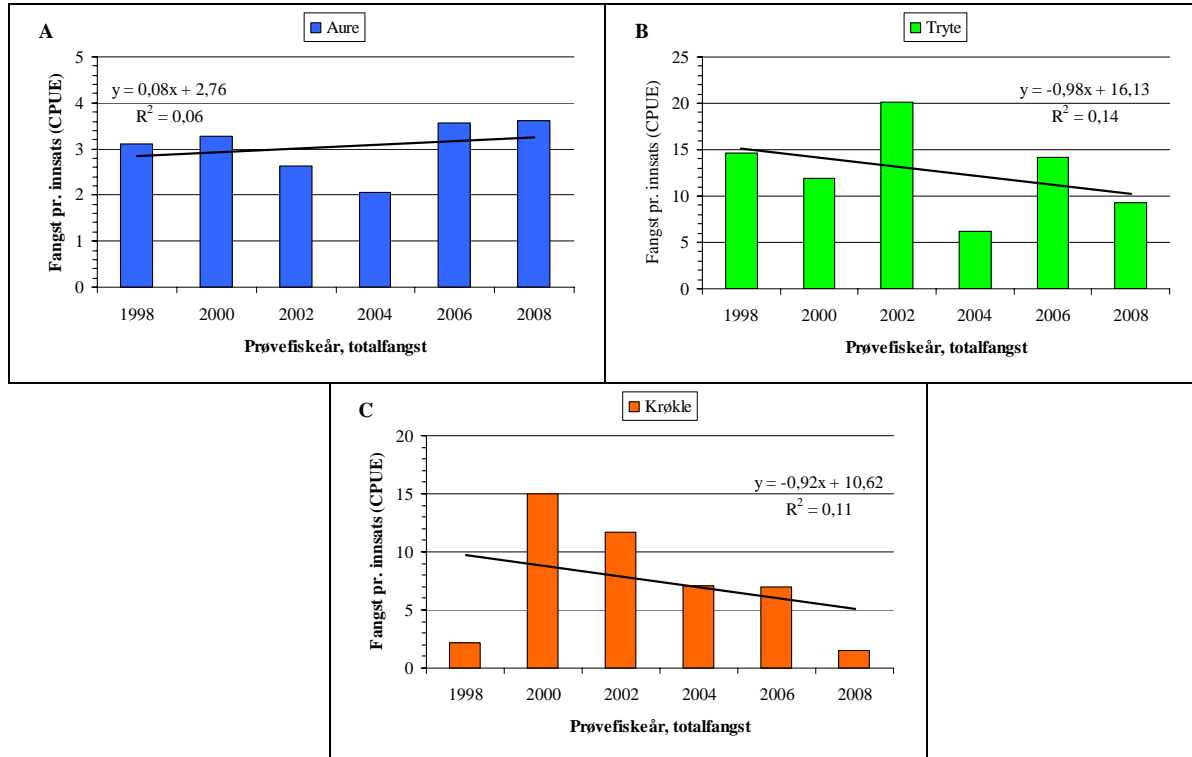 A
Aure
Fangst pr. innsats (CPUE)
5
4
3
2
1
0
y = 0,08x + 2,76
R² = 0,06
1998 2000 2002 2004 2006 2008
Prøvefiskeår, totalfangst
B
Tryte
Fangst pr. innsats (CPUE)
25
20
15
10
5
0
y = -0,98x + 16,13
R² = 0,14
1998 2000 2002 2004 2006 2008
Prøvefiskeår, totalfangst
C
Krøkle
Fangst pr. innsats (CPUE)
20
15
10
5
0
y = -0,92x + 10,62
R² = 0,11
1998 2000 2002 2004 2006 2008
Prøvefiskeår, totalfangst